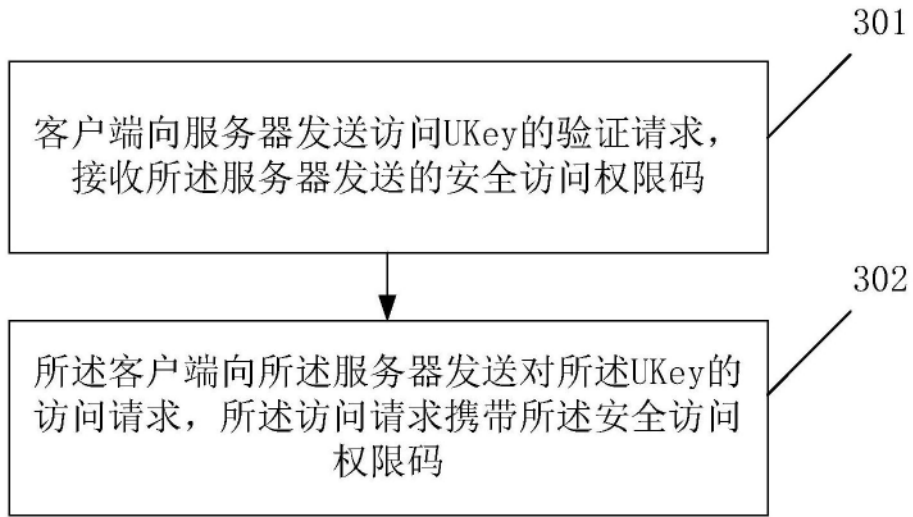 301
客户端向服务器发送访问UKey的验证请求，
接收所述服务器发送的安全访问权限码
302
所述客户端向所述服务器发送对所述UKey的
访问请求，所述访问请求携带所述安全访问
权限码